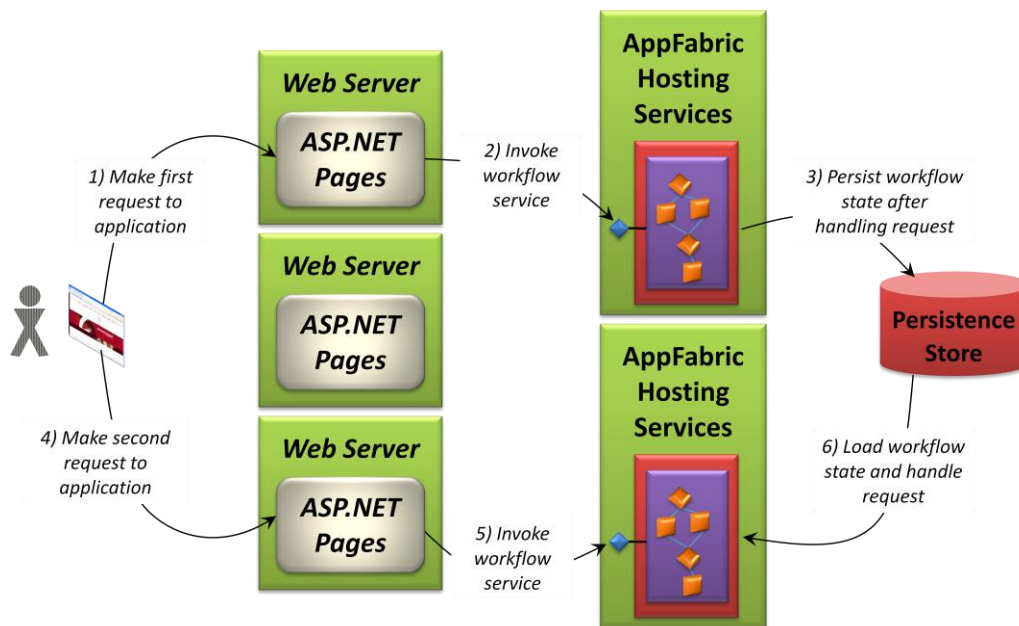 Web Server
ASP.NET
Pages
1) Make first
request to
application
2) Invoke
workflow
service
AppFabric
Hosting
Services
3) Persist workflow
state after
handling request
Web Server
ASP.NET
Pages
Persistence
Store
4) Make second
request to
application
Web Server
ASP.NET
Pages
5) Invoke
workflow
service
AppFabric
Hosting
Services
6) Load workflow
state and handle
request